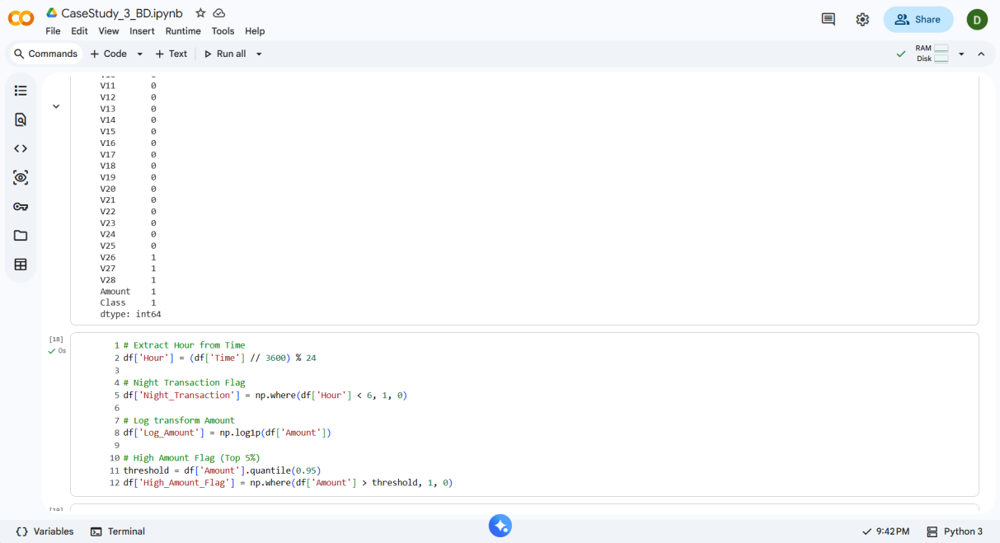 CaseStudy_3_BD.ipynb
File Edit View Insert Runtime Tools Help
Share
D
Commands + Code + Text Run all
RAM
Disk
V11 0
V12 0
V13 0
V14 0
V15 0
V16 0
V17 0
V18 0
V19 0
V20 0
V21 0
V22 0
V23 0
V24 0
V25 0
V26 1
V27 1
V28 1
Amount 1
Class 1
dtype: int64
[18]
0s
1 # Extract Hour from Time
2 df['Hour'] = (df['Time'] // 3600) % 24
3
4 # Night Transaction Flag
5 df['Night_Transaction'] = np.where(df['Hour'] < 6, 1, 0)
6
7 # Log transform Amount
8 df['Log_Amount'] = np.log1p(df['Amount'])
9
10 # High Amount Flag (Top 5%)
11 threshold = df['Amount'].quantile(0.95)
12 df['High_Amount_Flag'] = np.where(df['Amount'] > threshold, 1, 0)
{} Variables Terminal
9:42 PM Python 3